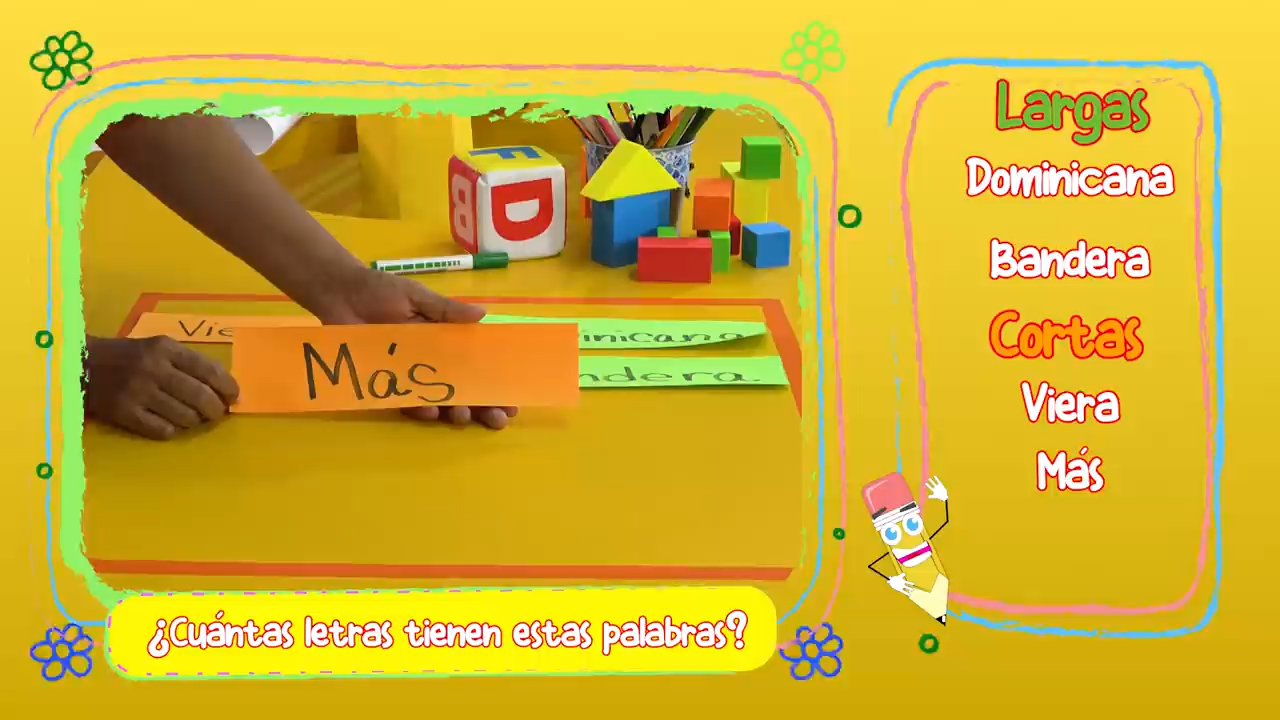 F
B
D
Más
¿Cuántas letras tienen estas palabras?
Largas
Dominicana
Bandera
Cortas
Viera
Más